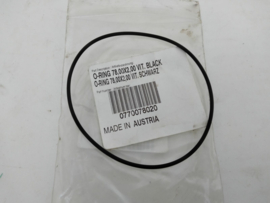 O-RING 78,00X2,00 VIT. BLACK
O-RING 78,00X2,00 VIT. SCHWARZ
0770078020
MADE IN AUSTRIA